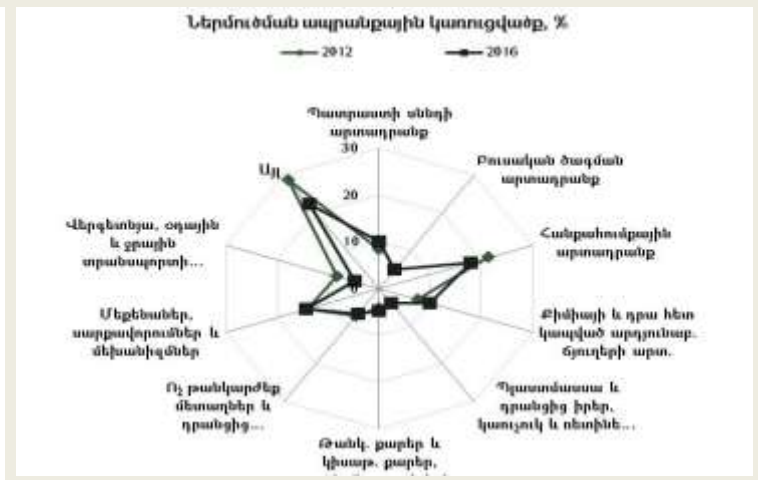 Ներմուծման ապրանքային կառուցվածք, %
2012
2016
Պատրաստի սննդի
արտադրանք
30
20
10
0
Բուսական ծագման
արտադրանք
Հանքահումքային
արտադրանք
Քիմիայի և դրա հետ
կապված արդյունաբ.
ճյուղերի արտ.
Պլաստմասսա և
դրանցից իրեր,
կաուչուկ և ռետինե...
Թանկ. քարեր և
կիսաթ. քարեր,
Ոչ թանկարժեք
մետաղներ և
դրանցից...
Մեքենաներ,
սարքավորումներ և
մեխանիզմներ
Վերգետնյա, օդային
և ջրային
տրանսպորտի...
Այլ